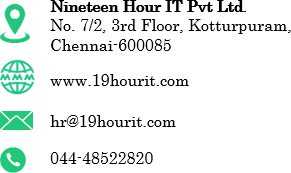 Nineteen Hour IT Pvt Ltd.
No. 7/2, 3rd Floor, Kotturpuram,
Chennai-600085
www.19hourit.com
hr@19hourit.com
044-48522820